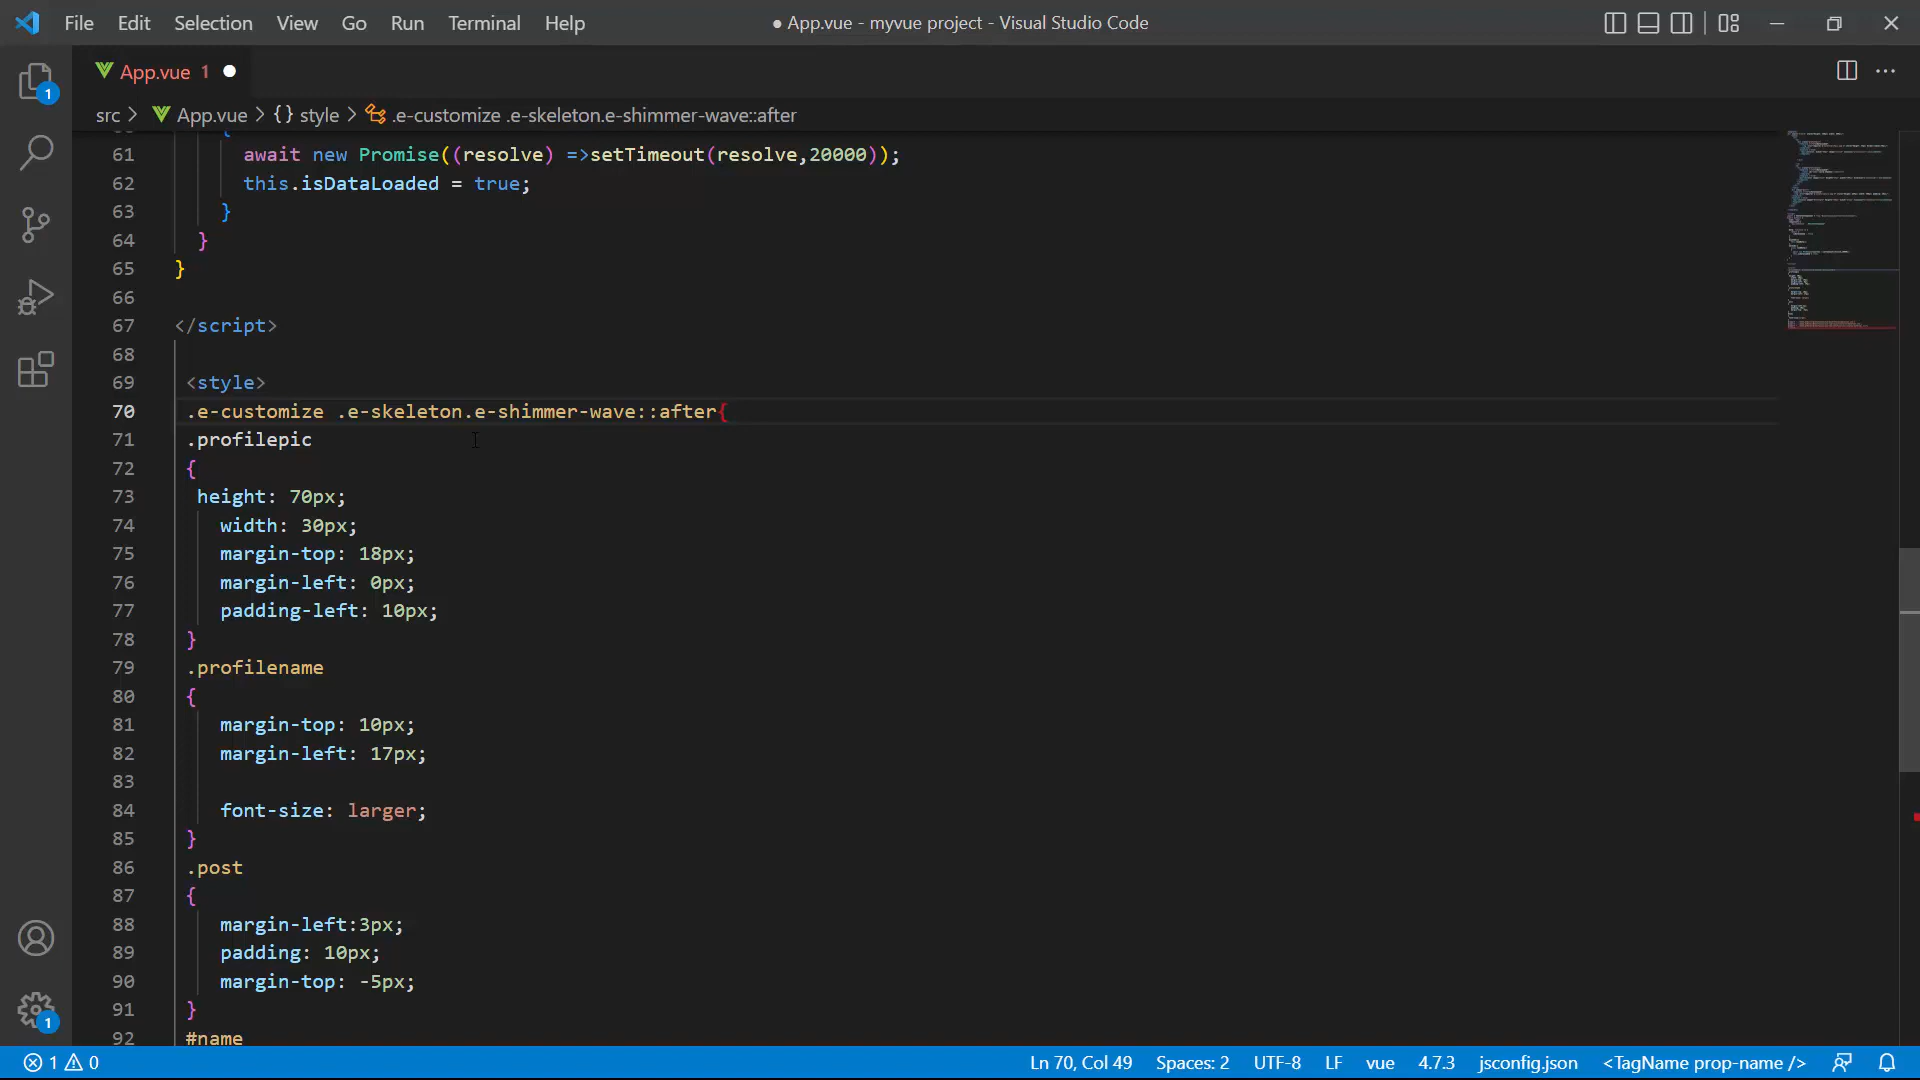 File Edit Selection View Go Run Terminal Help ● App.vue - myvue project - Visual Studio Code
App.vue 1
src > App.vue > {} style > .e-customize .e-skeleton.e-shimmer-wave::after
{
61 await new Promise((resolve) =>setTimeout(resolve,20000));
62 this.isDataLoaded = true;
63 }
64 }
65 }
66
67 </script>
68
69 <style>
70 .e-customize .e-skeleton.e-shimmer-wave::after{
71 .profilepic
72 {
73 height: 70px;
74 width: 30px;
75 margin-top: 18px;
76 margin-left: 0px;
77 padding-left: 10px;
78 }
79 .profilename
80 {
81 margin-top: 10px;
82 margin-left: 17px;
83
84 font-size: larger;
85 }
86 .post
87 {
88 margin-left:3px;
89 padding: 10px;
90 margin-top: -5px;
91 }
92 #name
1
1
1 0 Ln 70, Col 49 Spaces: 2 UTF-8 LF vue 4.7.3 jsconfig.json <TagName prop-name />